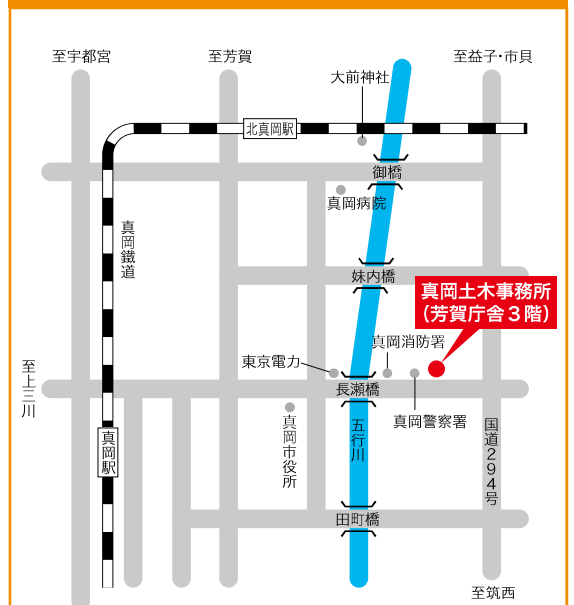 至宇都宮
至芳賀
至益子・市貝
大前神社
北真岡駅
御橋
真岡病院
真岡鐵道
妹内橋
真岡土木事務所
（芳賀庁舎３階）
真岡消防署
東京電力
至上三川
長瀬橋
真岡警察署
真岡市役所
五行川
国道２９４号
真岡駅
田町橋
至筑西